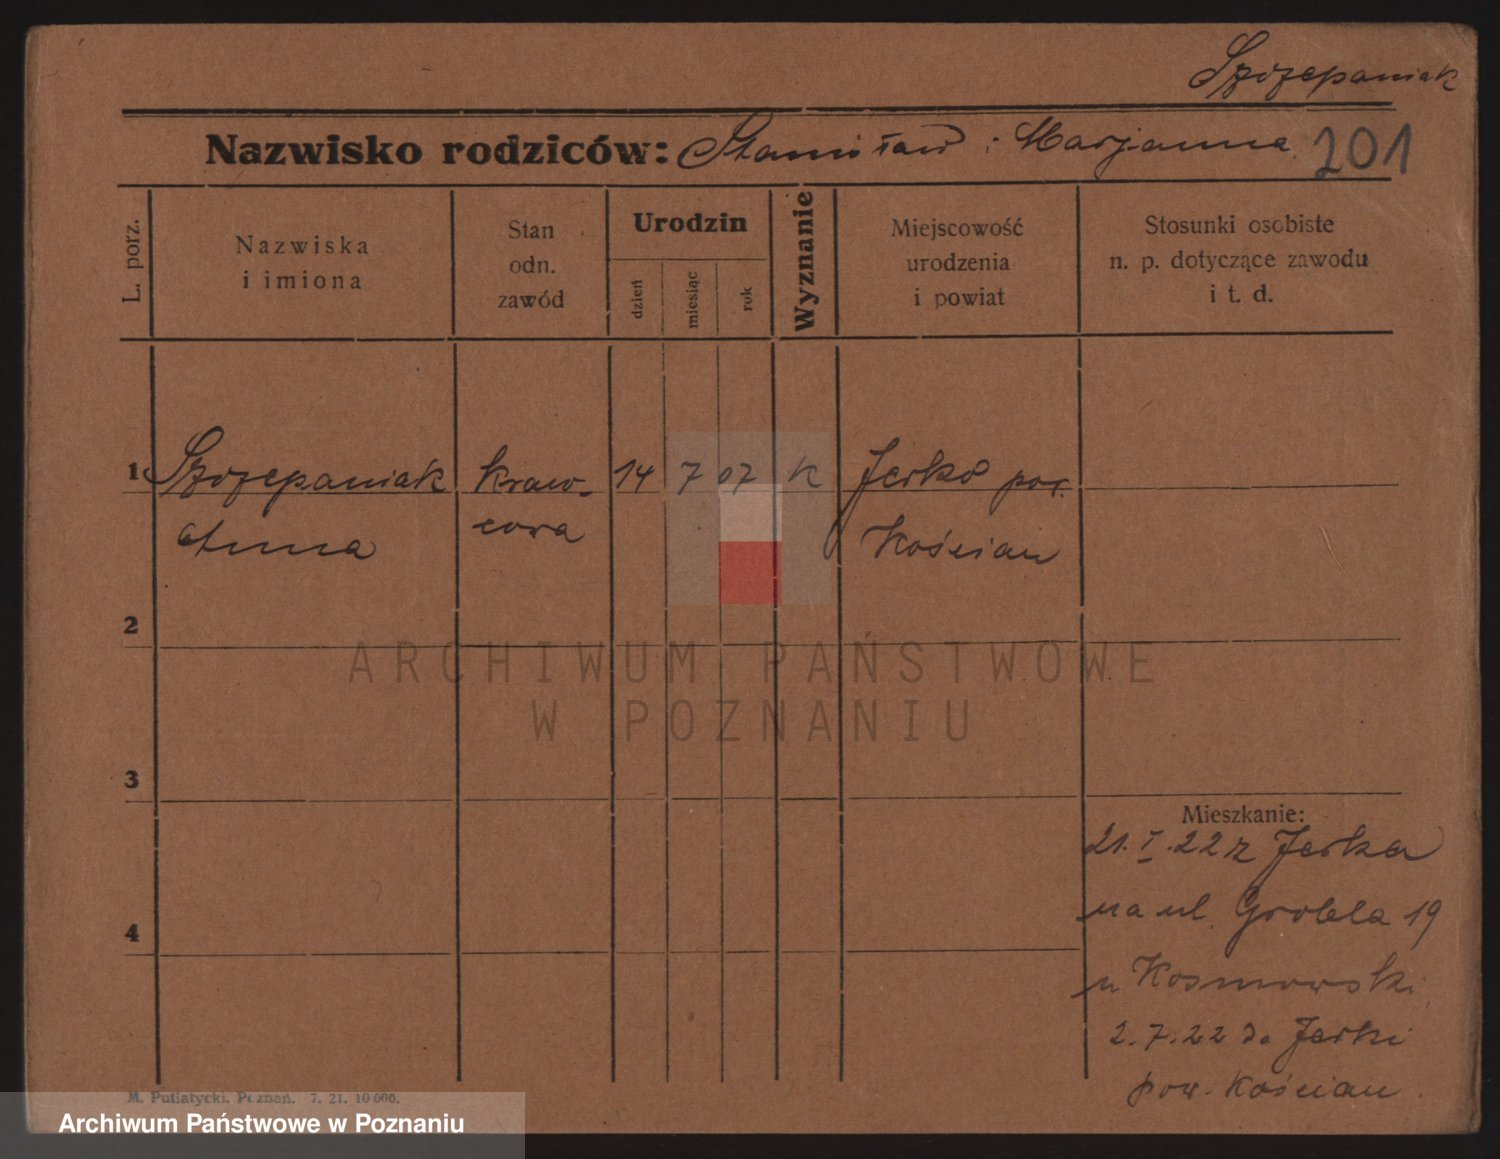 Szczepaniak
Nazwisko rodziców: Stanisław i Marjanna 201
L. porz.
Nazwiska
i imiona
Stan
odn.
zawód
Urodzin
dzień
miesiąc
rok
Wyznanie
Miejscowość
urodzenia
i powiat
Stosunki osobiste
n. p. dotyczące zawodu
i t. d.
1 Szczepaniak kraw- 14 7 07 K Jerka pow.
Anna cowa Kościan
2
3
4
Mieszkanie:
21. I. 22 z Jerka
na ul. Grobla 19
u Kosmowski
2. 7. 22 do Jerki
pow. Kościan.
M. Putiatycki. Poznań. 7. 21. 10 000.
ARCHIWUM PAŃSTWOWE
W POZNANIU
Archiwum Państwowe w Poznaniu